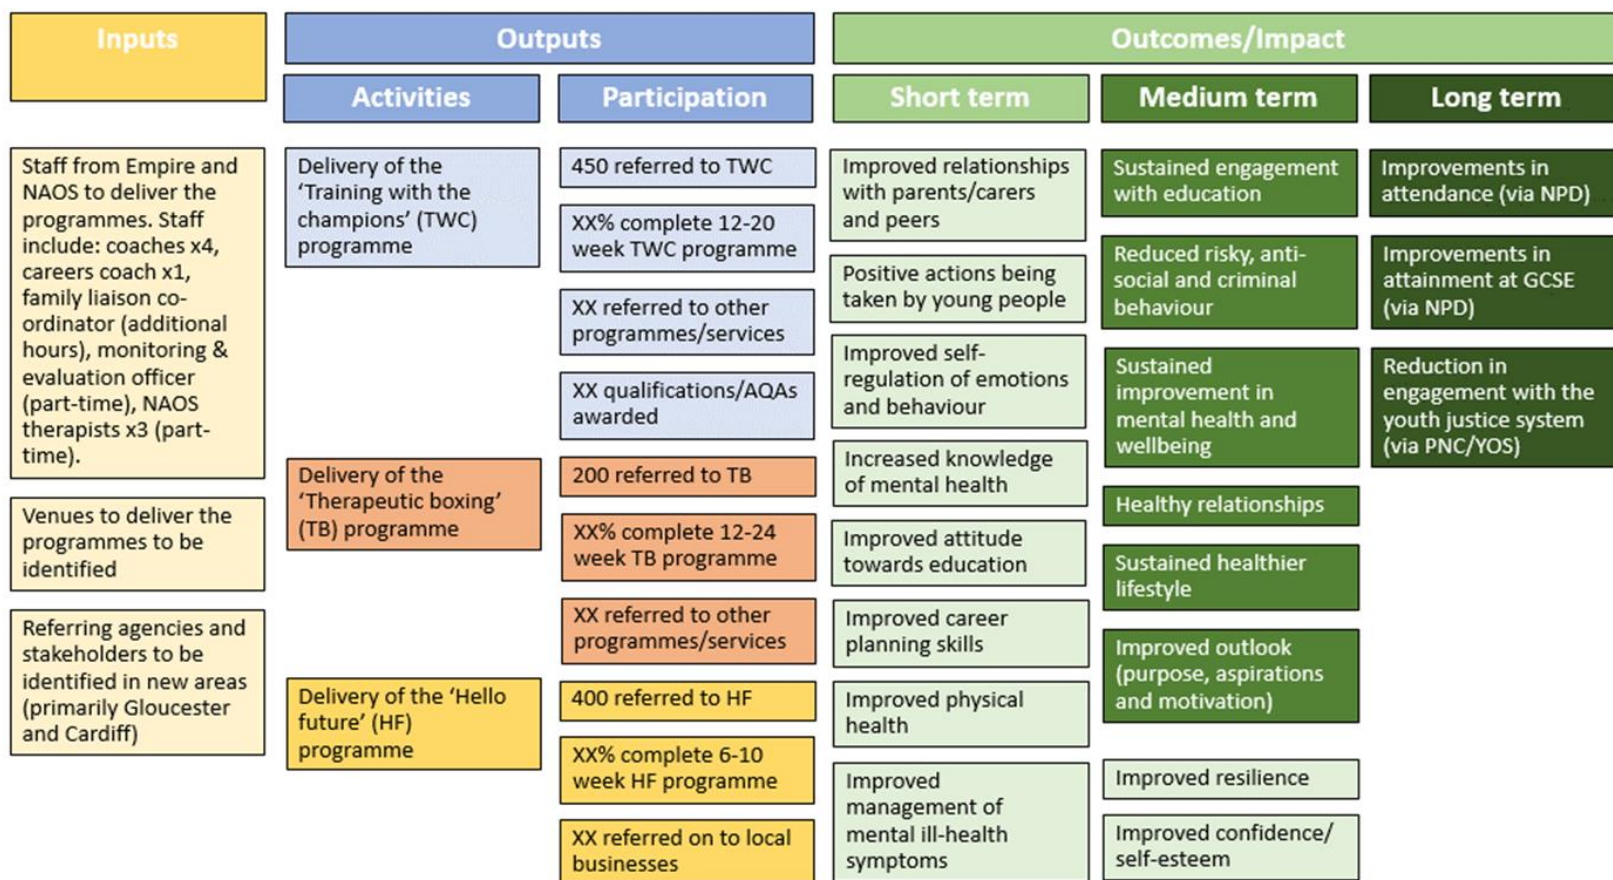 Inputs
Outputs
Outcomes/Impact
Activities
Participation
Short term
Medium term
Long term
Staff from Empire and
NAOS to deliver the
programmes. Staff
include: coaches x4,
careers coach x1,
family liaison co-
ordinator (additional
hours), monitoring &
evaluation officer
(part-time), NAOS
therapists x3 (part-
time).
Venues to deliver the
programmes to be
identified
Referring agencies and
stakeholders to be
identified in new areas
(primarily Gloucester
and Cardiff)
Delivery of the
‘Training with the
champions’ (TWC)
programme
Delivery of the
‘Therapeutic boxing’
(TB) programme
Delivery of the ‘Hello
future’ (HF)
programme
450 referred to TWC
XX% complete 12-20
week TWC programme
XX referred to other
programmes/services
XX qualifications/AQAs
awarded
200 referred to TB
XX% complete 12-24
week TB programme
XX referred to other
programmes/services
400 referred to HF
XX% complete 6-10
week HF programme
XX referred on to local
businesses
Improved relationships
with parents/carers
and peers
Positive actions being
taken by young people
Improved self-
regulation of emotions
and behaviour
Increased knowledge
of mental health
Improved attitude
towards education
Improved career
planning skills
Improved physical
health
Improved
management of
mental ill-health
symptoms
Sustained engagement
with education
Reduced risky, anti-
social and criminal
behaviour
Sustained
improvement in
mental health and
wellbeing
Healthy relationships
Sustained healthier
lifestyle
Improved outlook
(purpose, aspirations
and motivation)
Improved resilience
Improved confidence/
self-esteem
Improvements in
attendance (via NPD)
Improvements in
attainment at GCSE
(via NPD)
Reduction in
engagement with the
youth justice system
(via PNC/YOS)